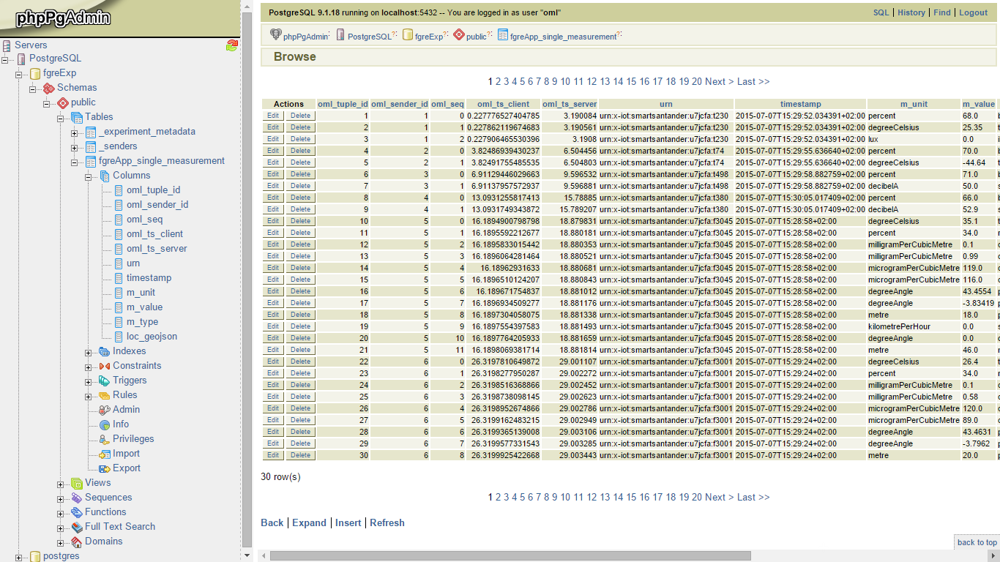 phpPgAdmin
Servers
PostgreSQL
fgreExp
Schemas
public
Tables
_experiment_metadata
_senders
fgreApp_single_measurement
Columns
oml_tuple_id
oml_sender_id
oml_seq
oml_ts_client
oml_ts_server
urn
timestamp
m_unit
m_value
m_type
loc_geojson
Indexes
Constraints
Triggers
Rules
Admin
Info
Privileges
Import
Export
Views
Sequences
Functions
Full Text Search
Domains
postgres
PostgreSQL 9.1.18 running on localhost:5432 -- You are logged in as user "oml" SQL | History | Find | Logout
phpPgAdmin: PostgreSQL?: fgreExp?: public?: fgreApp_single_measurement?:
Browse
1 2 3 4 5 6 7 8 9 10 11 12 13 14 15 16 17 18 19 20 Next > Last >>
Actions oml_tuple_id oml_sender_id oml_seq oml_ts_client oml_ts_server urn timestamp m_unit m_value
Edit Delete 1 1 0 0.227776527404785 3.190084 urn:x-iot:smartsantander:u7jcfa:t230 2015-07-07T15:29:52.034391+02:00 percent 68.0
Edit Delete 2 1 1 0.227862119674683 3.190561 urn:x-iot:smartsantander:u7jcfa:t230 2015-07-07T15:29:52.034391+02:00 degreeCelsius 25.35
Edit Delete 3 1 2 0.227906465530396 3.1908 urn:x-iot:smartsantander:u7jcfa:t230 2015-07-07T15:29:52.034391+02:00 lux 0.0
Edit Delete 4 2 0 3.82486939430237 6.504456 urn:x-iot:smartsantander:u7jcfa:t74 2015-07-07T15:29:55.636640+02:00 percent 70.0
Edit Delete 5 2 1 3.82491755485535 6.504803 urn:x-iot:smartsantander:u7jcfa:t74 2015-07-07T15:29:55.636640+02:00 degreeCelsius -44.64
Edit Delete 6 3 0 6.91129446029663 9.596532 urn:x-iot:smartsantander:u7jcfa:t498 2015-07-07T15:29:58.882759+02:00 percent 71.0
Edit Delete 7 3 1 6.91137957572937 9.596881 urn:x-iot:smartsantander:u7jcfa:t498 2015-07-07T15:29:58.882759+02:00 decibelA 50.0
Edit Delete 8 4 0 13.0931255817413 15.78885 urn:x-iot:smartsantander:u7jcfa:t380 2015-07-07T15:30:05.017409+02:00 percent 66.0
Edit Delete 9 4 1 13.0931749343872 15.789207 urn:x-iot:smartsantander:u7jcfa:t380 2015-07-07T15:30:05.017409+02:00 decibelA 52.9
Edit Delete 10 5 0 16.1894900798798 18.879831 urn:x-iot:smartsantander:u7jcfa:f3045 2015-07-07T15:28:58+02:00 degreeCelsius 35.1
Edit Delete 11 5 1 16.1895592212677 18.880181 urn:x-iot:smartsantander:u7jcfa:f3045 2015-07-07T15:28:58+02:00 percent 34.0
Edit Delete 12 5 2 16.1895833015442 18.880353 urn:x-iot:smartsantander:u7jcfa:f3045 2015-07-07T15:28:58+02:00 milligramPerCubicMetre 0.1
Edit Delete 13 5 3 16.1896064281464 18.880521 urn:x-iot:smartsantander:u7jcfa:f3045 2015-07-07T15:28:58+02:00 milligramPerCubicMetre 0.99
Edit Delete 14 5 4 16.18962931633 18.880681 urn:x-iot:smartsantander:u7jcfa:f3045 2015-07-07T15:28:58+02:00 microgramPerCubicMetre 119.0
Edit Delete 15 5 5 16.1896510124207 18.880843 urn:x-iot:smartsantander:u7jcfa:f3045 2015-07-07T15:28:58+02:00 microgramPerCubicMetre 116.0
Edit Delete 16 5 6 16.189671754837 18.881012 urn:x-iot:smartsantander:u7jcfa:f3045 2015-07-07T15:28:58+02:00 degreeAngle 43.4554
Edit Delete 17 5 7 16.1896934509277 18.881176 urn:x-iot:smartsantander:u7jcfa:f3045 2015-07-07T15:28:58+02:00 degreeAngle -3.83419
Edit Delete 18 5 8 16.1897304058075 18.881338 urn:x-iot:smartsantander:u7jcfa:f3045 2015-07-07T15:28:58+02:00 metre 18.0
Edit Delete 19 5 9 16.1897554397583 18.881493 urn:x-iot:smartsantander:u7jcfa:f3045 2015-07-07T15:28:58+02:00 kilometrePerHour 0.0
Edit Delete 20 5 10 16.1897764205933 18.881659 urn:x-iot:smartsantander:u7jcfa:f3045 2015-07-07T15:28:58+02:00 degreeAngle 0.0
Edit Delete 21 5 11 16.1898069381714 18.881814 urn:x-iot:smartsantander:u7jcfa:f3045 2015-07-07T15:28:58+02:00 metre 46.0
Edit Delete 22 6 0 26.3197810649872 29.001107 urn:x-iot:smartsantander:u7jcfa:f3001 2015-07-07T15:29:24+02:00 degreeCelsius 26.4
Edit Delete 23 6 1 26.3198277950287 29.002272 urn:x-iot:smartsantander:u7jcfa:f3001 2015-07-07T15:29:24+02:00 percent 34.0
Edit Delete 24 6 2 26.3198516368866 29.002452 urn:x-iot:smartsantander:u7jcfa:f3001 2015-07-07T15:29:24+02:00 milligramPerCubicMetre 0.1
Edit Delete 25 6 3 26.3198738098145 29.002623 urn:x-iot:smartsantander:u7jcfa:f3001 2015-07-07T15:29:24+02:00 milligramPerCubicMetre 0.58
Edit Delete 26 6 4 26.3198952674866 29.002786 urn:x-iot:smartsantander:u7jcfa:f3001 2015-07-07T15:29:24+02:00 microgramPerCubicMetre 120.0
Edit Delete 27 6 5 26.3199162483215 29.002949 urn:x-iot:smartsantander:u7jcfa:f3001 2015-07-07T15:29:24+02:00 microgramPerCubicMetre 89.0
Edit Delete 28 6 6 26.3199365139008 29.003106 urn:x-iot:smartsantander:u7jcfa:f3001 2015-07-07T15:29:24+02:00 degreeAngle 43.4631
Edit Delete 29 6 7 26.3199577331543 29.003285 urn:x-iot:smartsantander:u7jcfa:f3001 2015-07-07T15:29:24+02:00 degreeAngle -3.7962
Edit Delete 30 6 8 26.3199925422668 29.003443 urn:x-iot:smartsantander:u7jcfa:f3001 2015-07-07T15:29:24+02:00 metre 20.0
30 row(s)
1 2 3 4 5 6 7 8 9 10 11 12 13 14 15 16 17 18 19 20 Next > Last >>
Back | Expand | Insert | Refresh
back to top